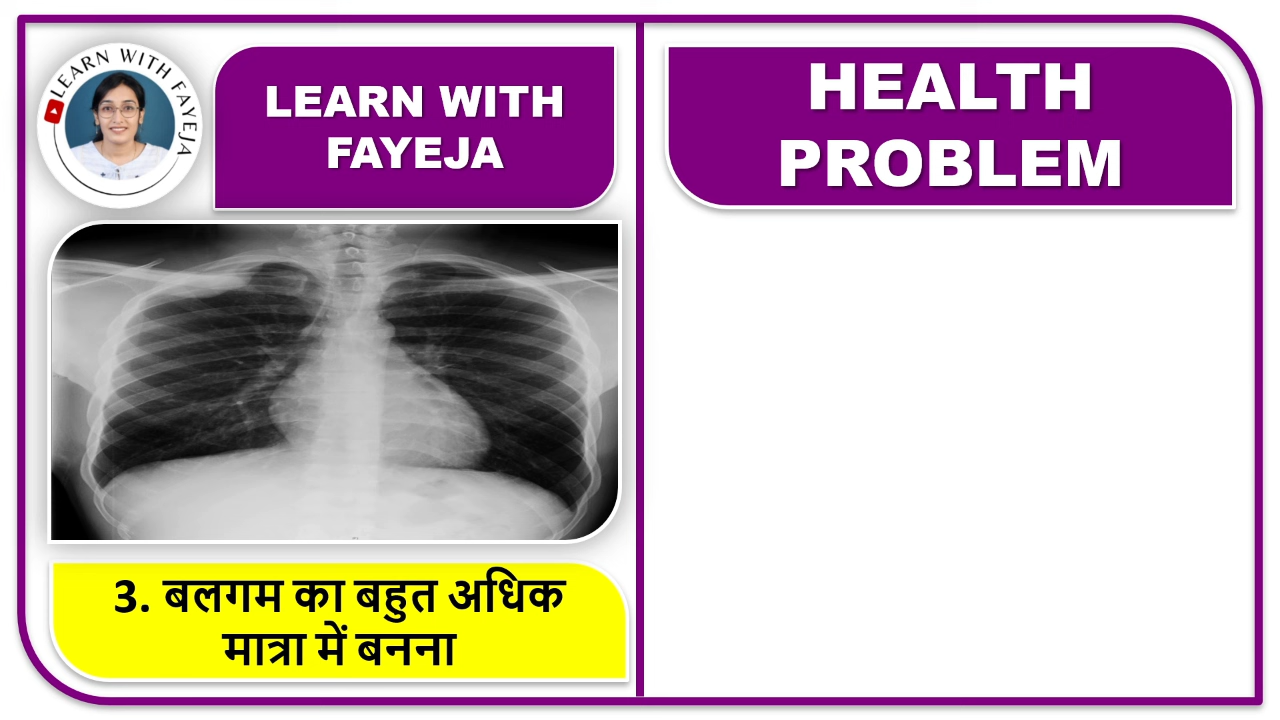 LEARN WITH FAYEJA
LEARN WITH
FAYEJA
HEALTH
PROBLEM
3. बलगम का बहुत अधिक
मात्रा में बनना